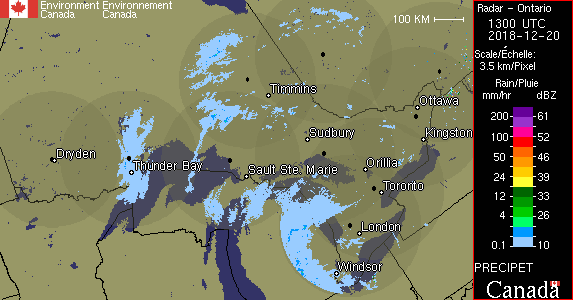 Environment Environnement
Canada Canada
100 KM
Timmins
Ottawa
Sudbury
Kingston
Dryden
Thunder Bay
Sault Ste. Marie
Orillia
Toronto
London
Windsor
Radar - Ontario
1300 UTC
2018-12-20
Scale/Échelle:
3.5 km/Pixel
Rain/Pluie
mm/hr dBZ
200 61
100 52
50 46
24 39
12 33
4 26
0.1 10
PRECIPET
Canada